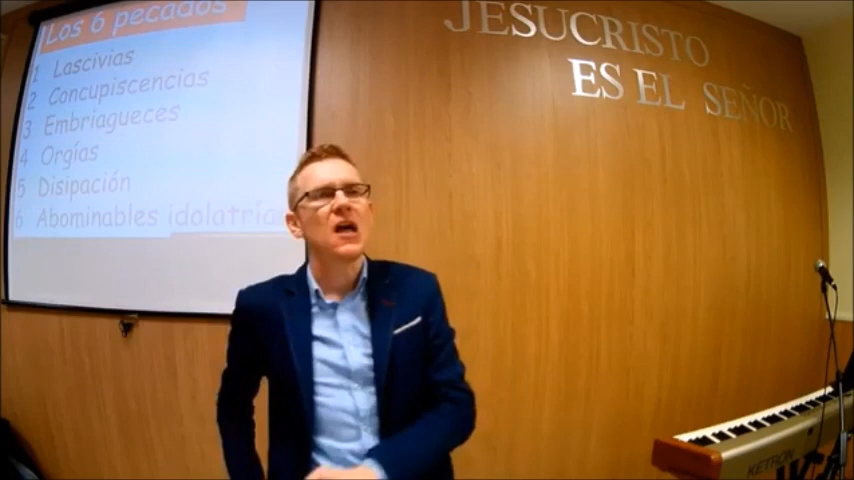 Los 6 pecados
1 Lascivias
2 Concupiscencias
3 Embriagueces
4 Orgías
5 Disipación
6 Abominables idolatrías
JESUCRISTO
ES EL SEÑOR
KETRON